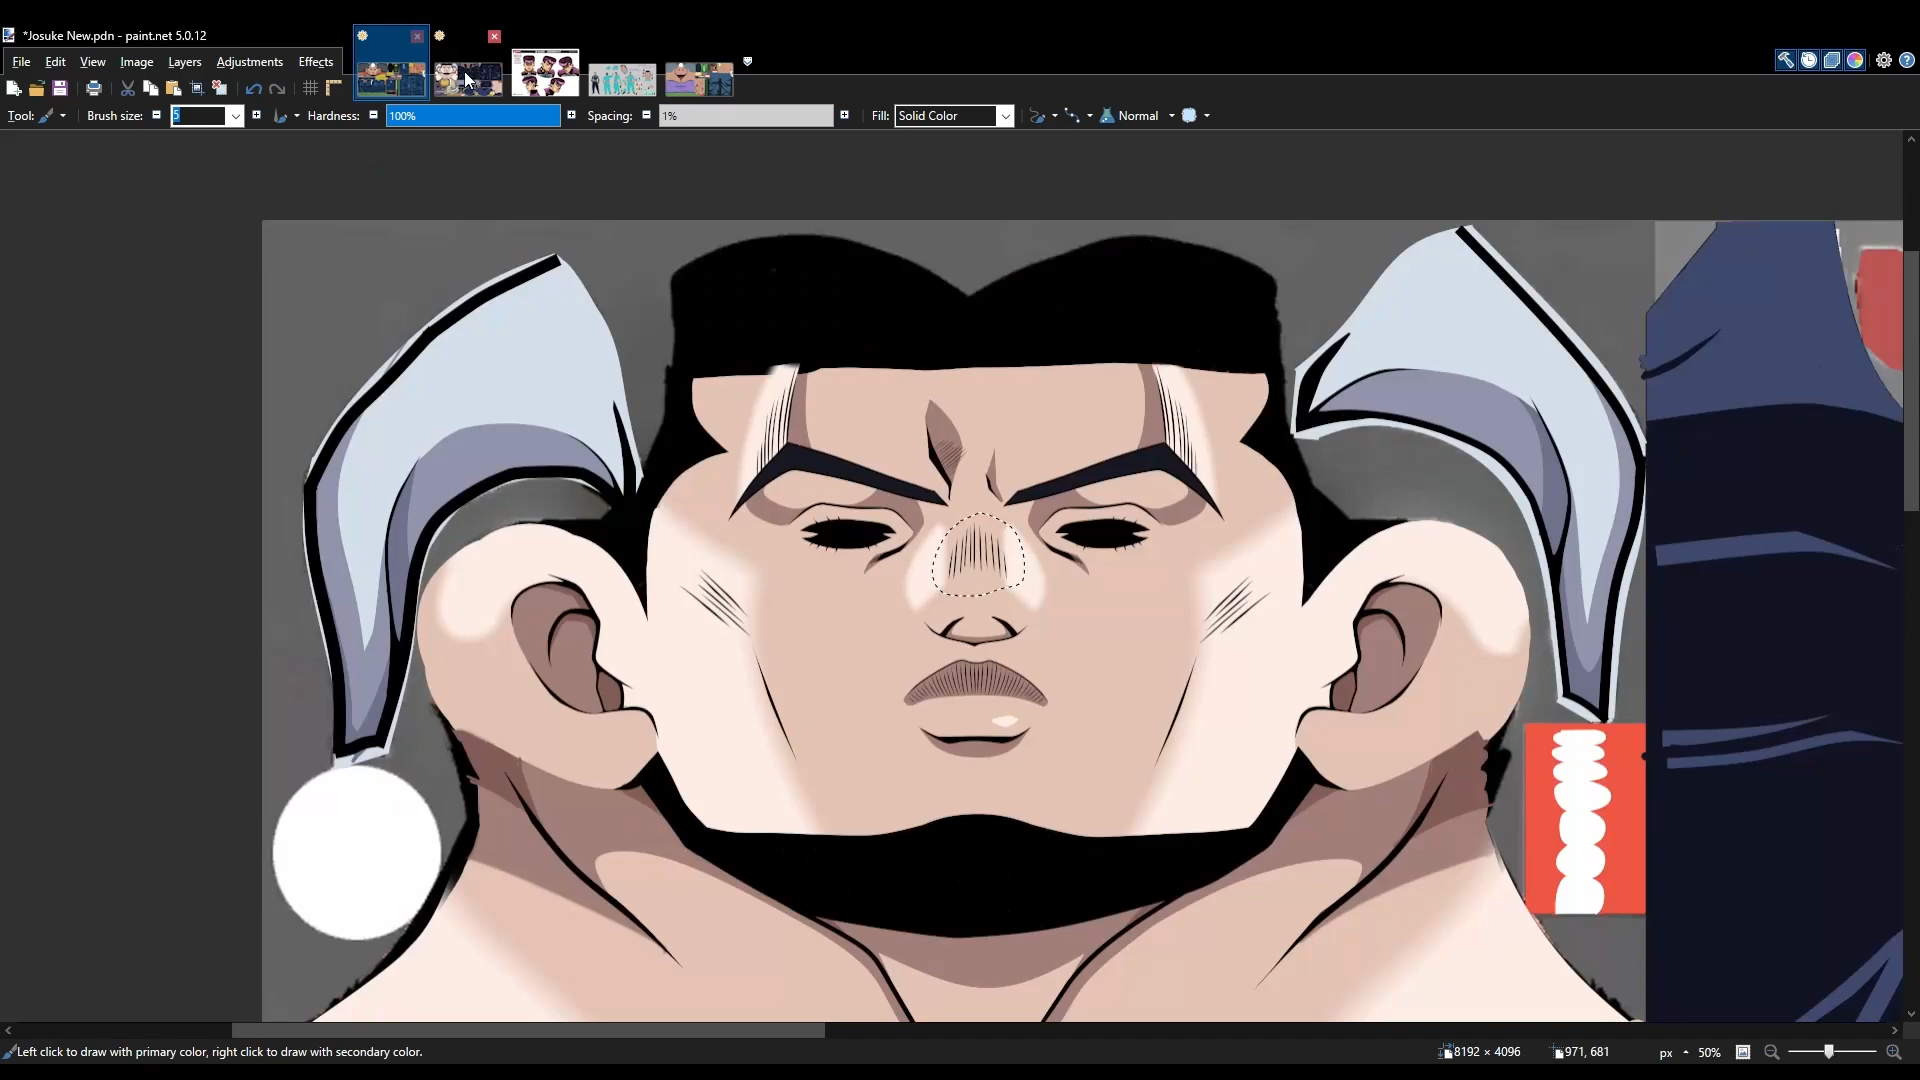 *Josuke New.pdn - paint.net 5.0.12
File Edit View Image Layers Adjustments Effects
Tool: Brush size: 5 Hardness: 100% Spacing: 1% Fill: Solid Color Normal
Left click to draw with primary color, right click to draw with secondary color. 8192 × 4096 971, 681 px 50%